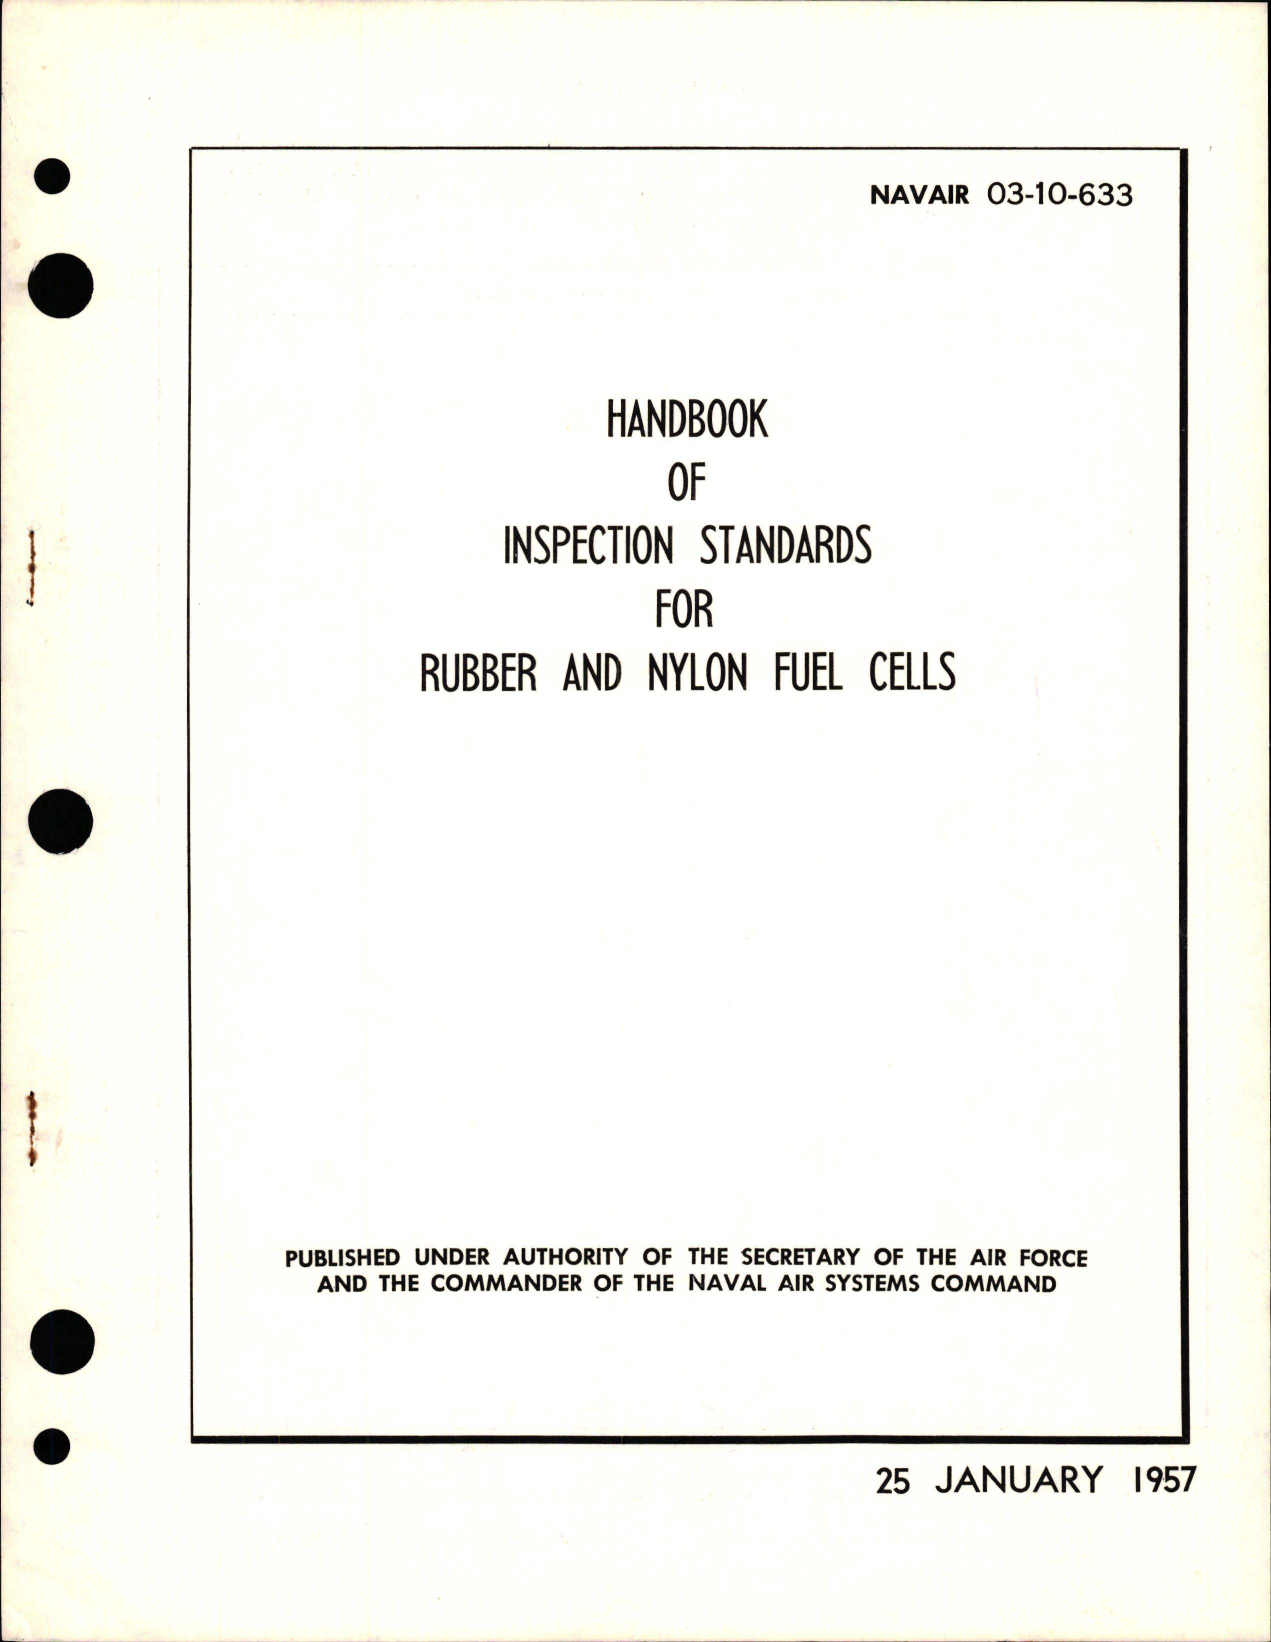 NAVAIR 03-10-633
HANDBOOK
OF
INSPECTION STANDARDS
FOR
RUBBER AND NYLON FUEL CELLS
PUBLISHED UNDER AUTHORITY OF THE SECRETARY OF THE AIR FORCE
AND THE COMMANDER OF THE NAVAL AIR SYSTEMS COMMAND
25 JANUARY 1957